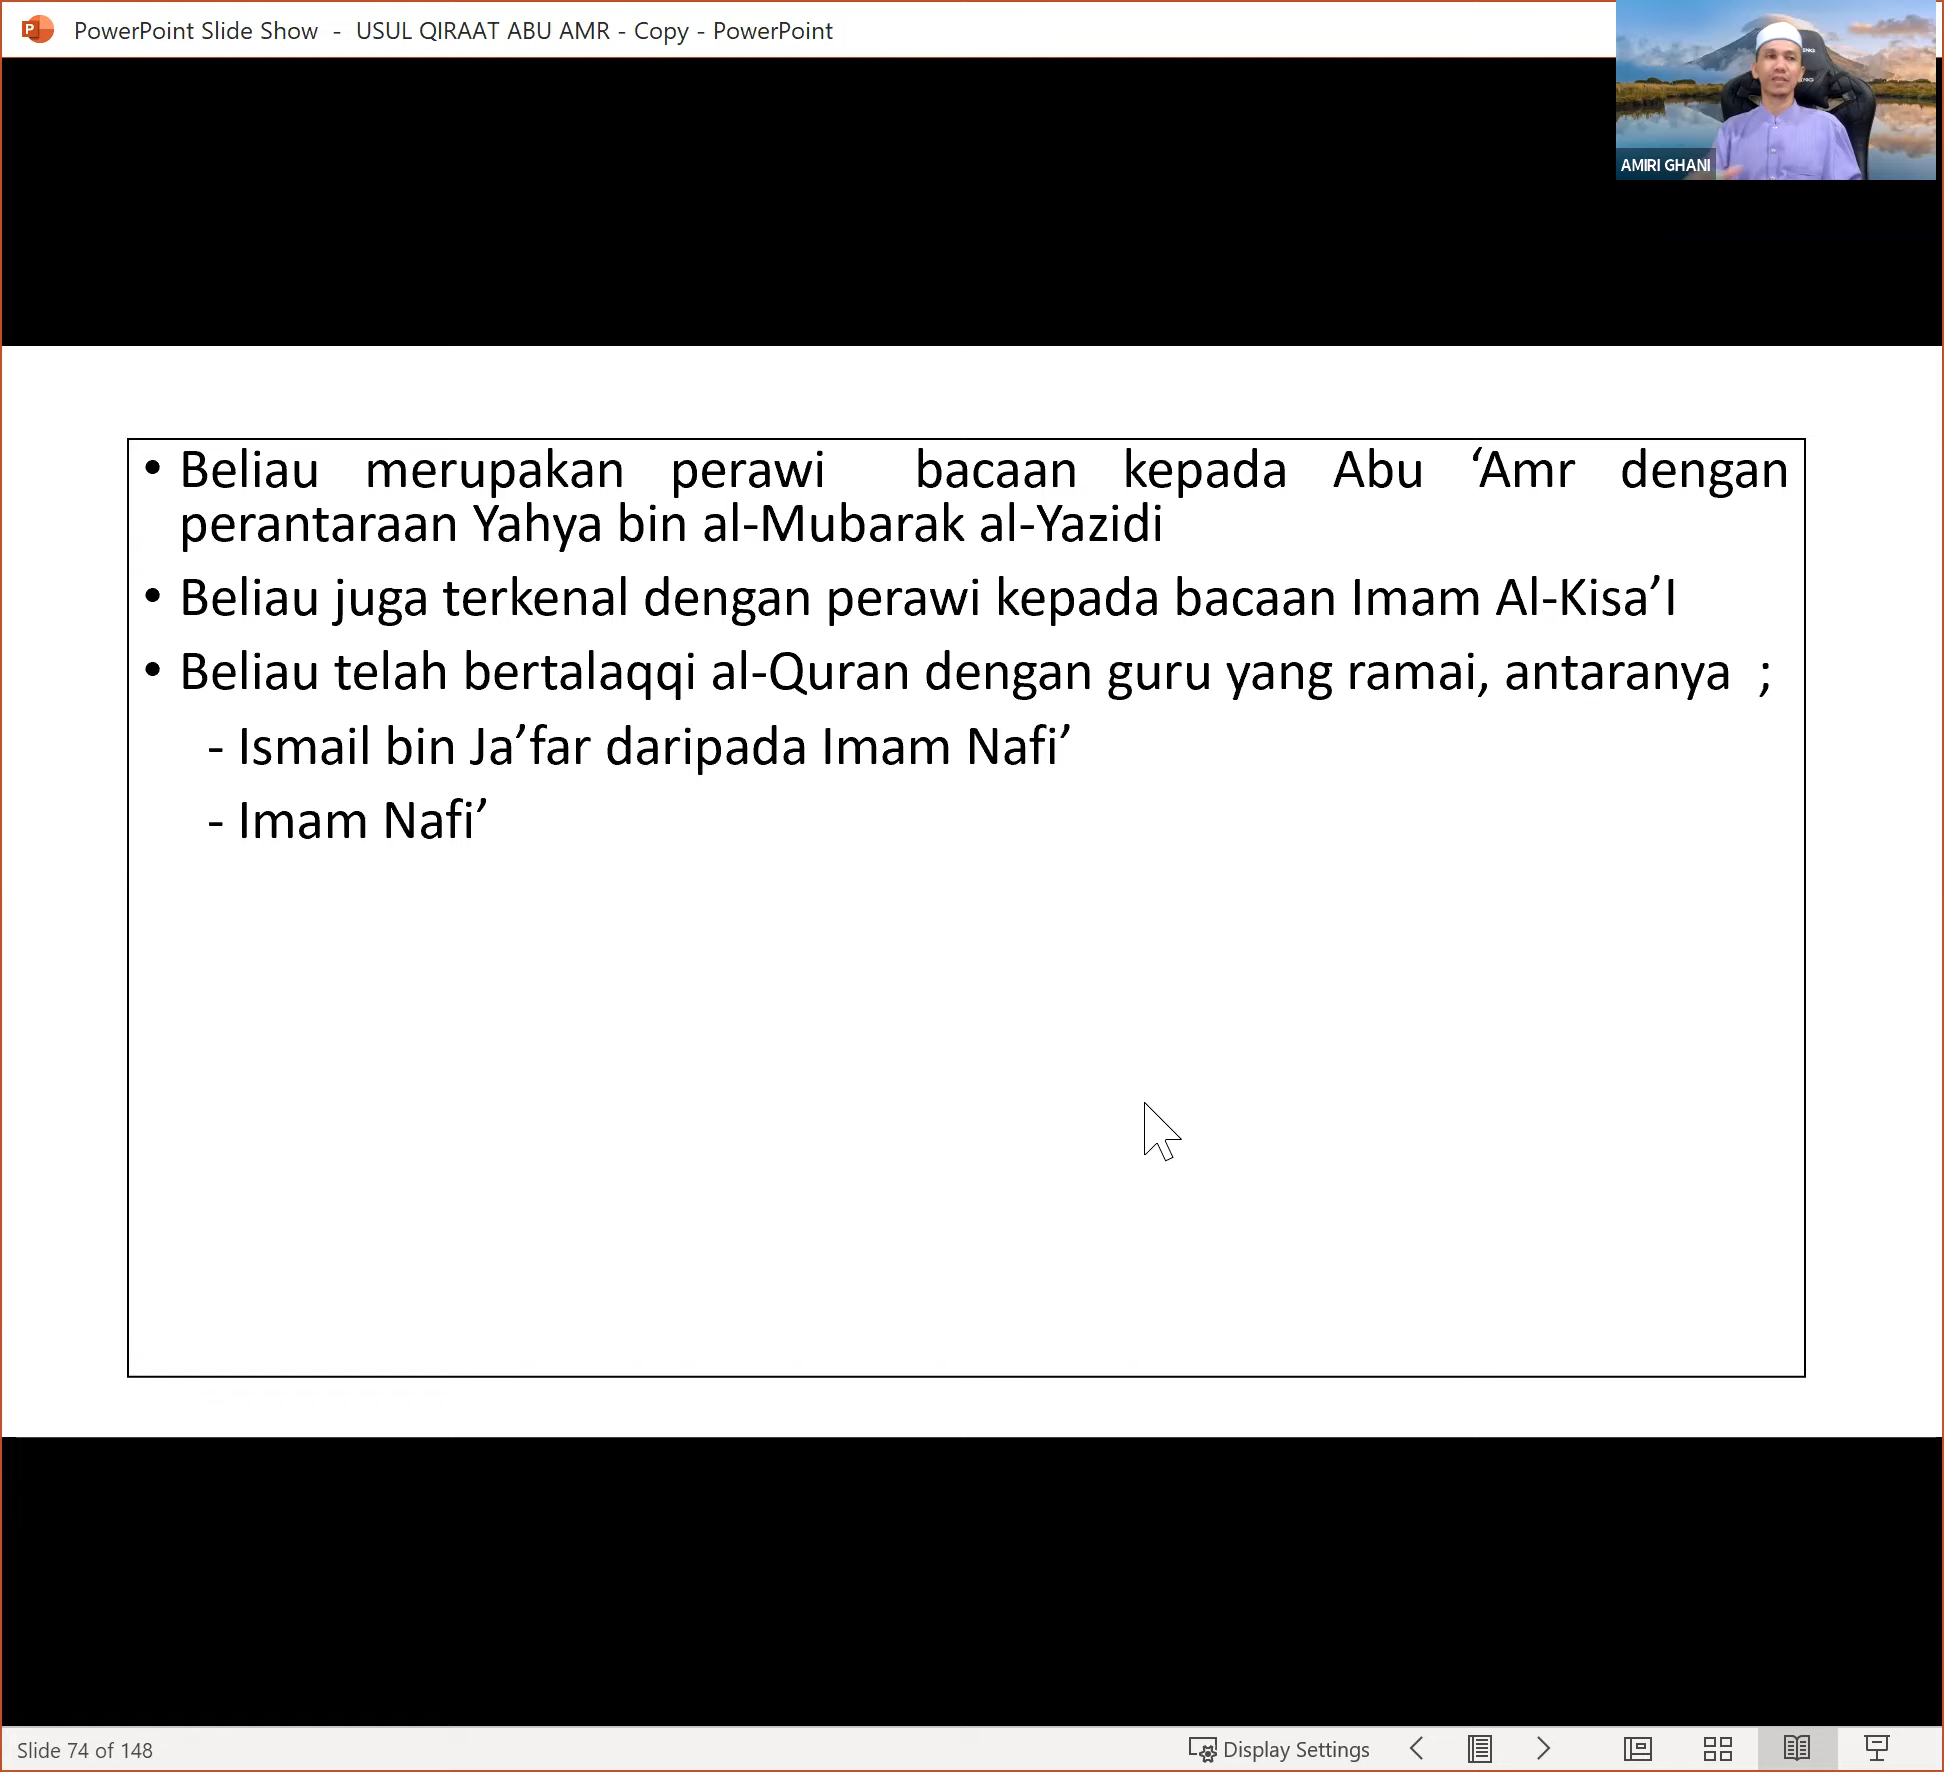 PowerPoint Slide Show - USUL QIRAAT ABU AMR - Copy - PowerPoint
AMIRI GHANI
• Beliau merupakan perawi bacaan kepada Abu ‘Amr dengan
perantaraan Yahya bin al-Mubarak al-Yazidi
• Beliau juga terkenal dengan perawi kepada bacaan Imam Al-Kisa’I
• Beliau telah bertalaqqi al-Quran dengan guru yang ramai, antaranya ;
- Ismail bin Ja’far daripada Imam Nafi’
- Imam Nafi’
Slide 74 of 148
Display Settings